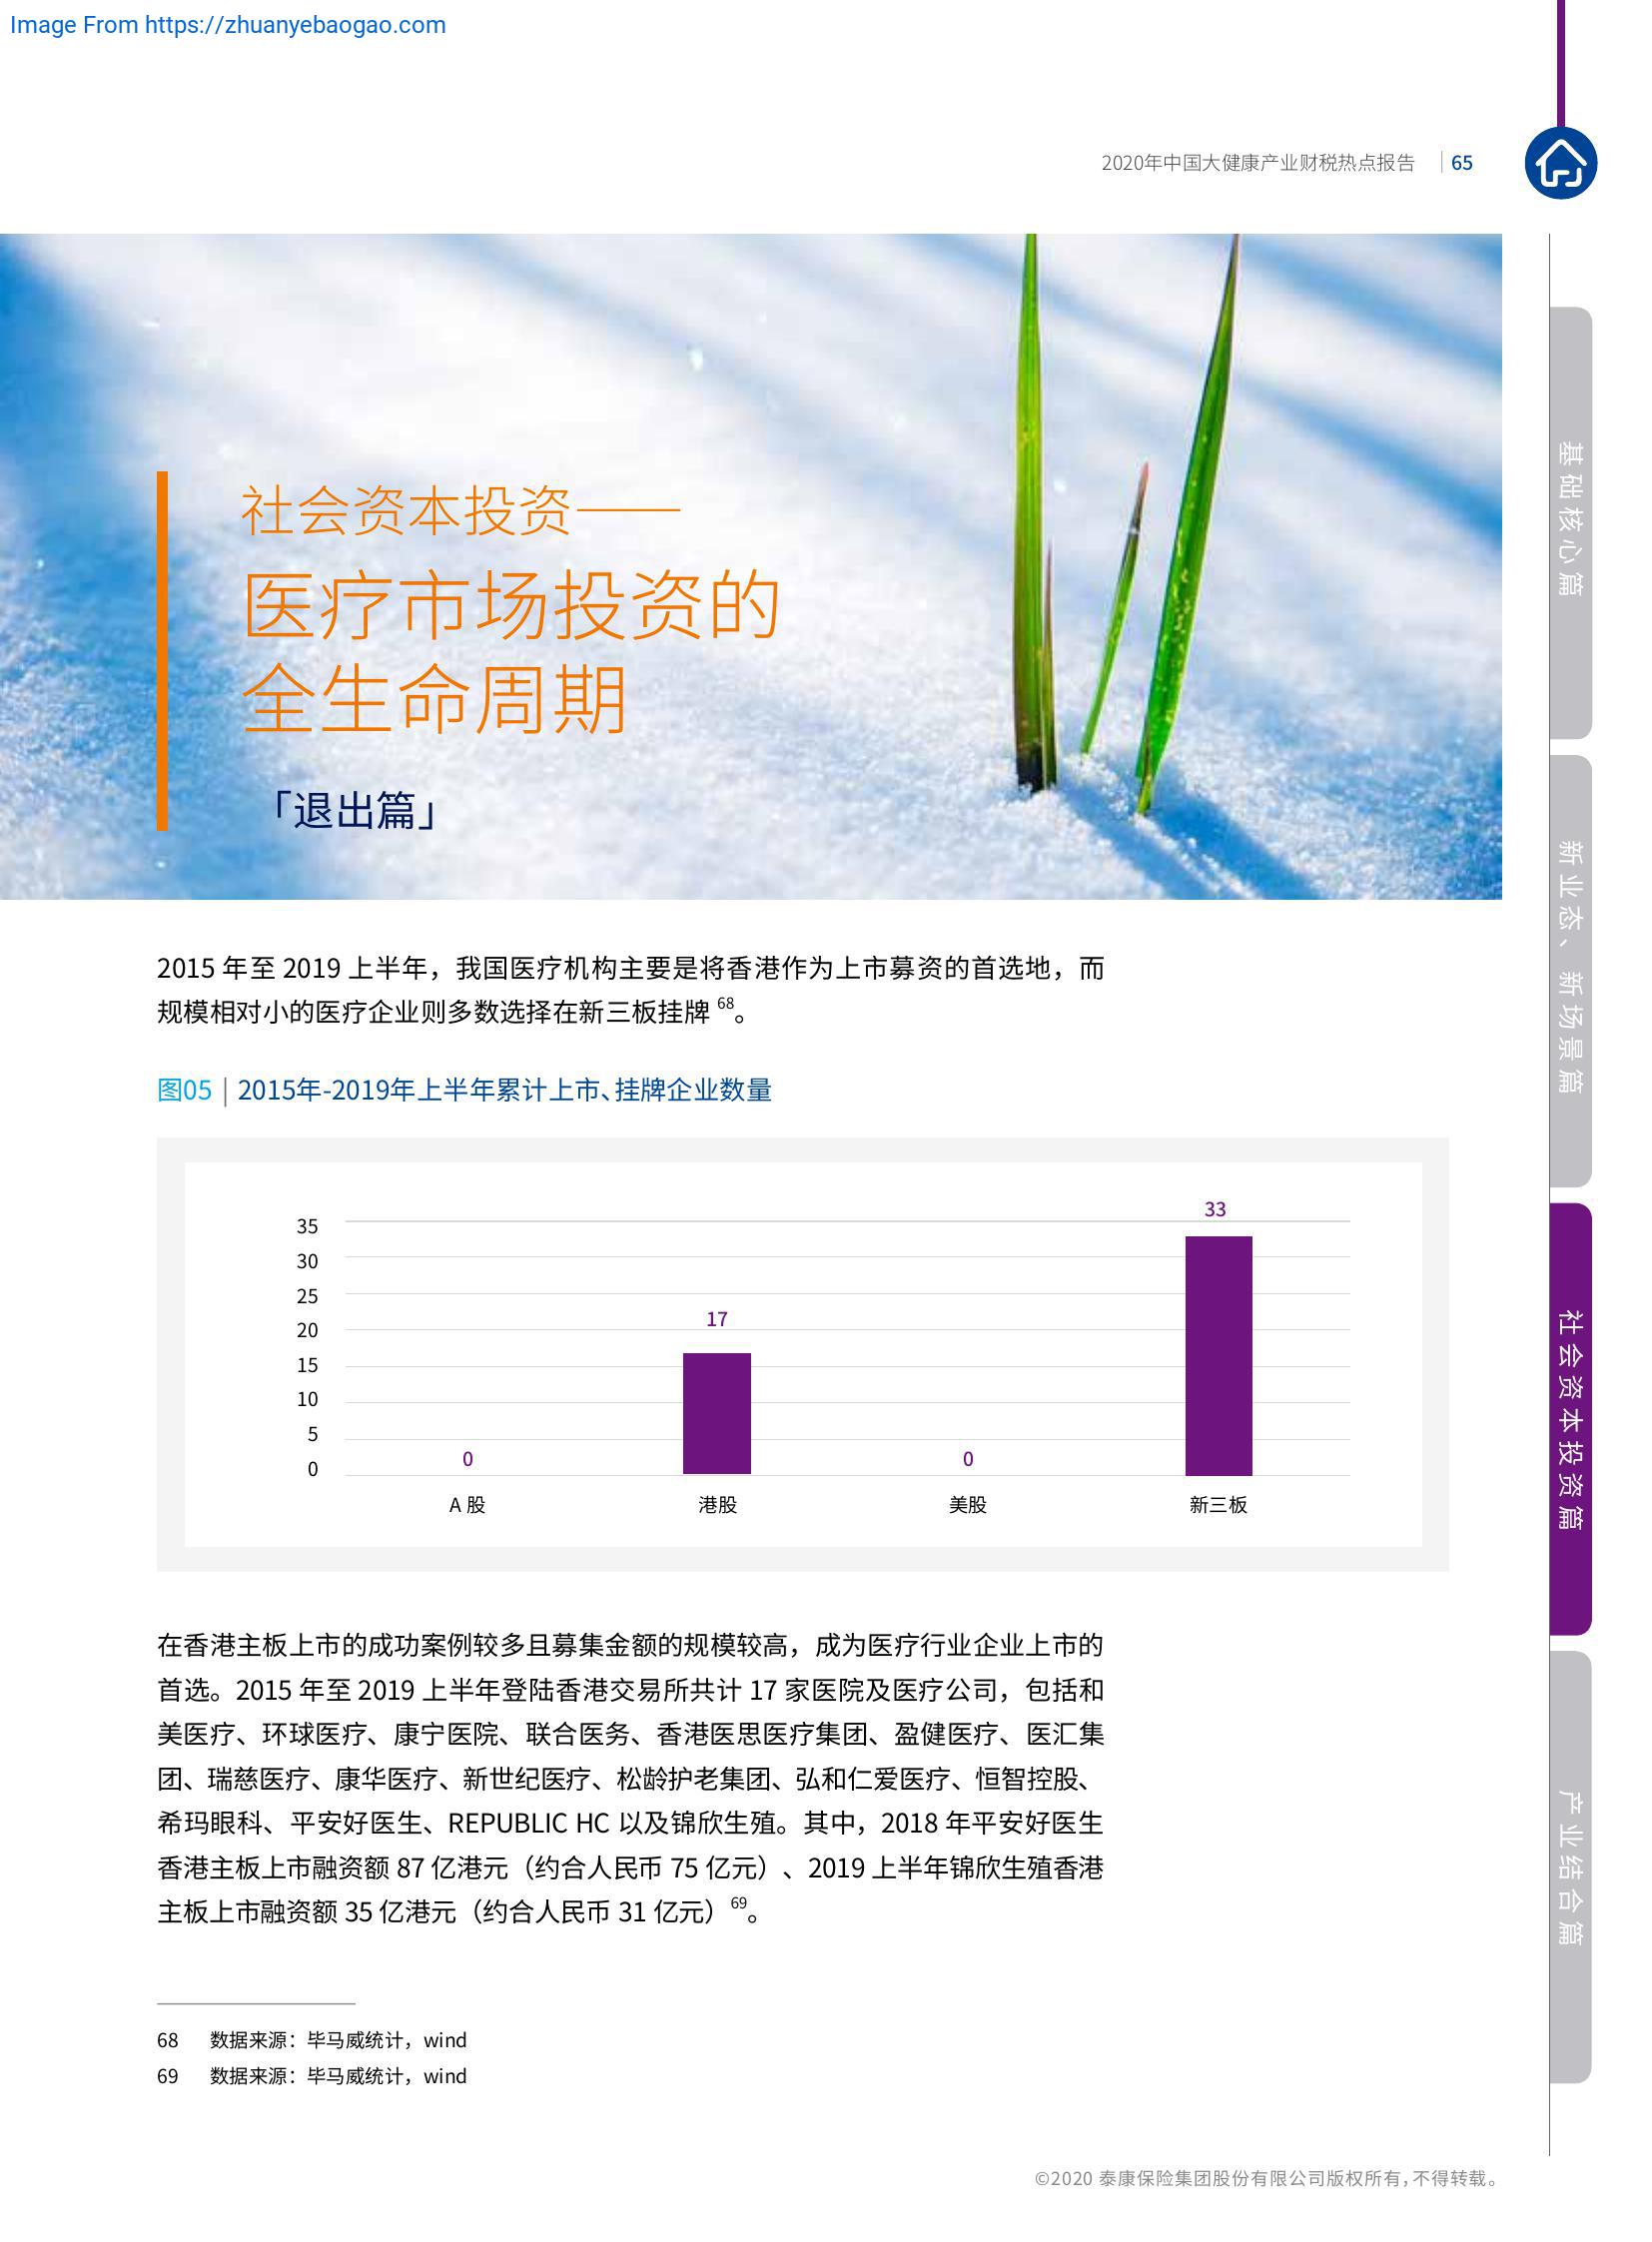 Image From https://zhuanyebaogao.com
2020年中国大健康产业财税热点报告 | 65
社会资本投资——
医疗市场投资的
全生命周期
「退出篇」
2015 年至 2019 上半年，我国医疗机构主要是将香港作为上市募资的首选地，而
规模相对小的医疗企业则多数选择在新三板挂牌 68。
图05 | 2015年-2019年上半年累计上市、挂牌企业数量
35
30
25
20
15
10
5
0
0
17
0
33
A 股
港股
美股
新三板
在香港主板上市的成功案例较多且募集金额的规模较高，成为医疗行业企业上市的
首选。2015 年至 2019 上半年登陆香港交易所共计 17 家医院及医疗公司，包括和
美医疗、环球医疗、康宁医院、联合医务、香港医思医疗集团、盈健医疗、医汇集
团、瑞慈医疗、康华医疗、新世纪医疗、松龄护老集团、弘和仁爱医疗、恒智控股、
希玛眼科、平安好医生、REPUBLIC HC 以及锦欣生殖。其中，2018 年平安好医生
香港主板上市融资额 87 亿港元（约合人民币 75 亿元）、2019 上半年锦欣生殖香港
主板上市融资额 35 亿港元（约合人民币 31 亿元）69。
68 数据来源：毕马威统计，wind
69 数据来源：毕马威统计，wind
©2020 泰康保险集团股份有限公司版权所有，不得转载。
基础核心篇
新业态、新场景篇
社会资本投资篇
产业结合篇